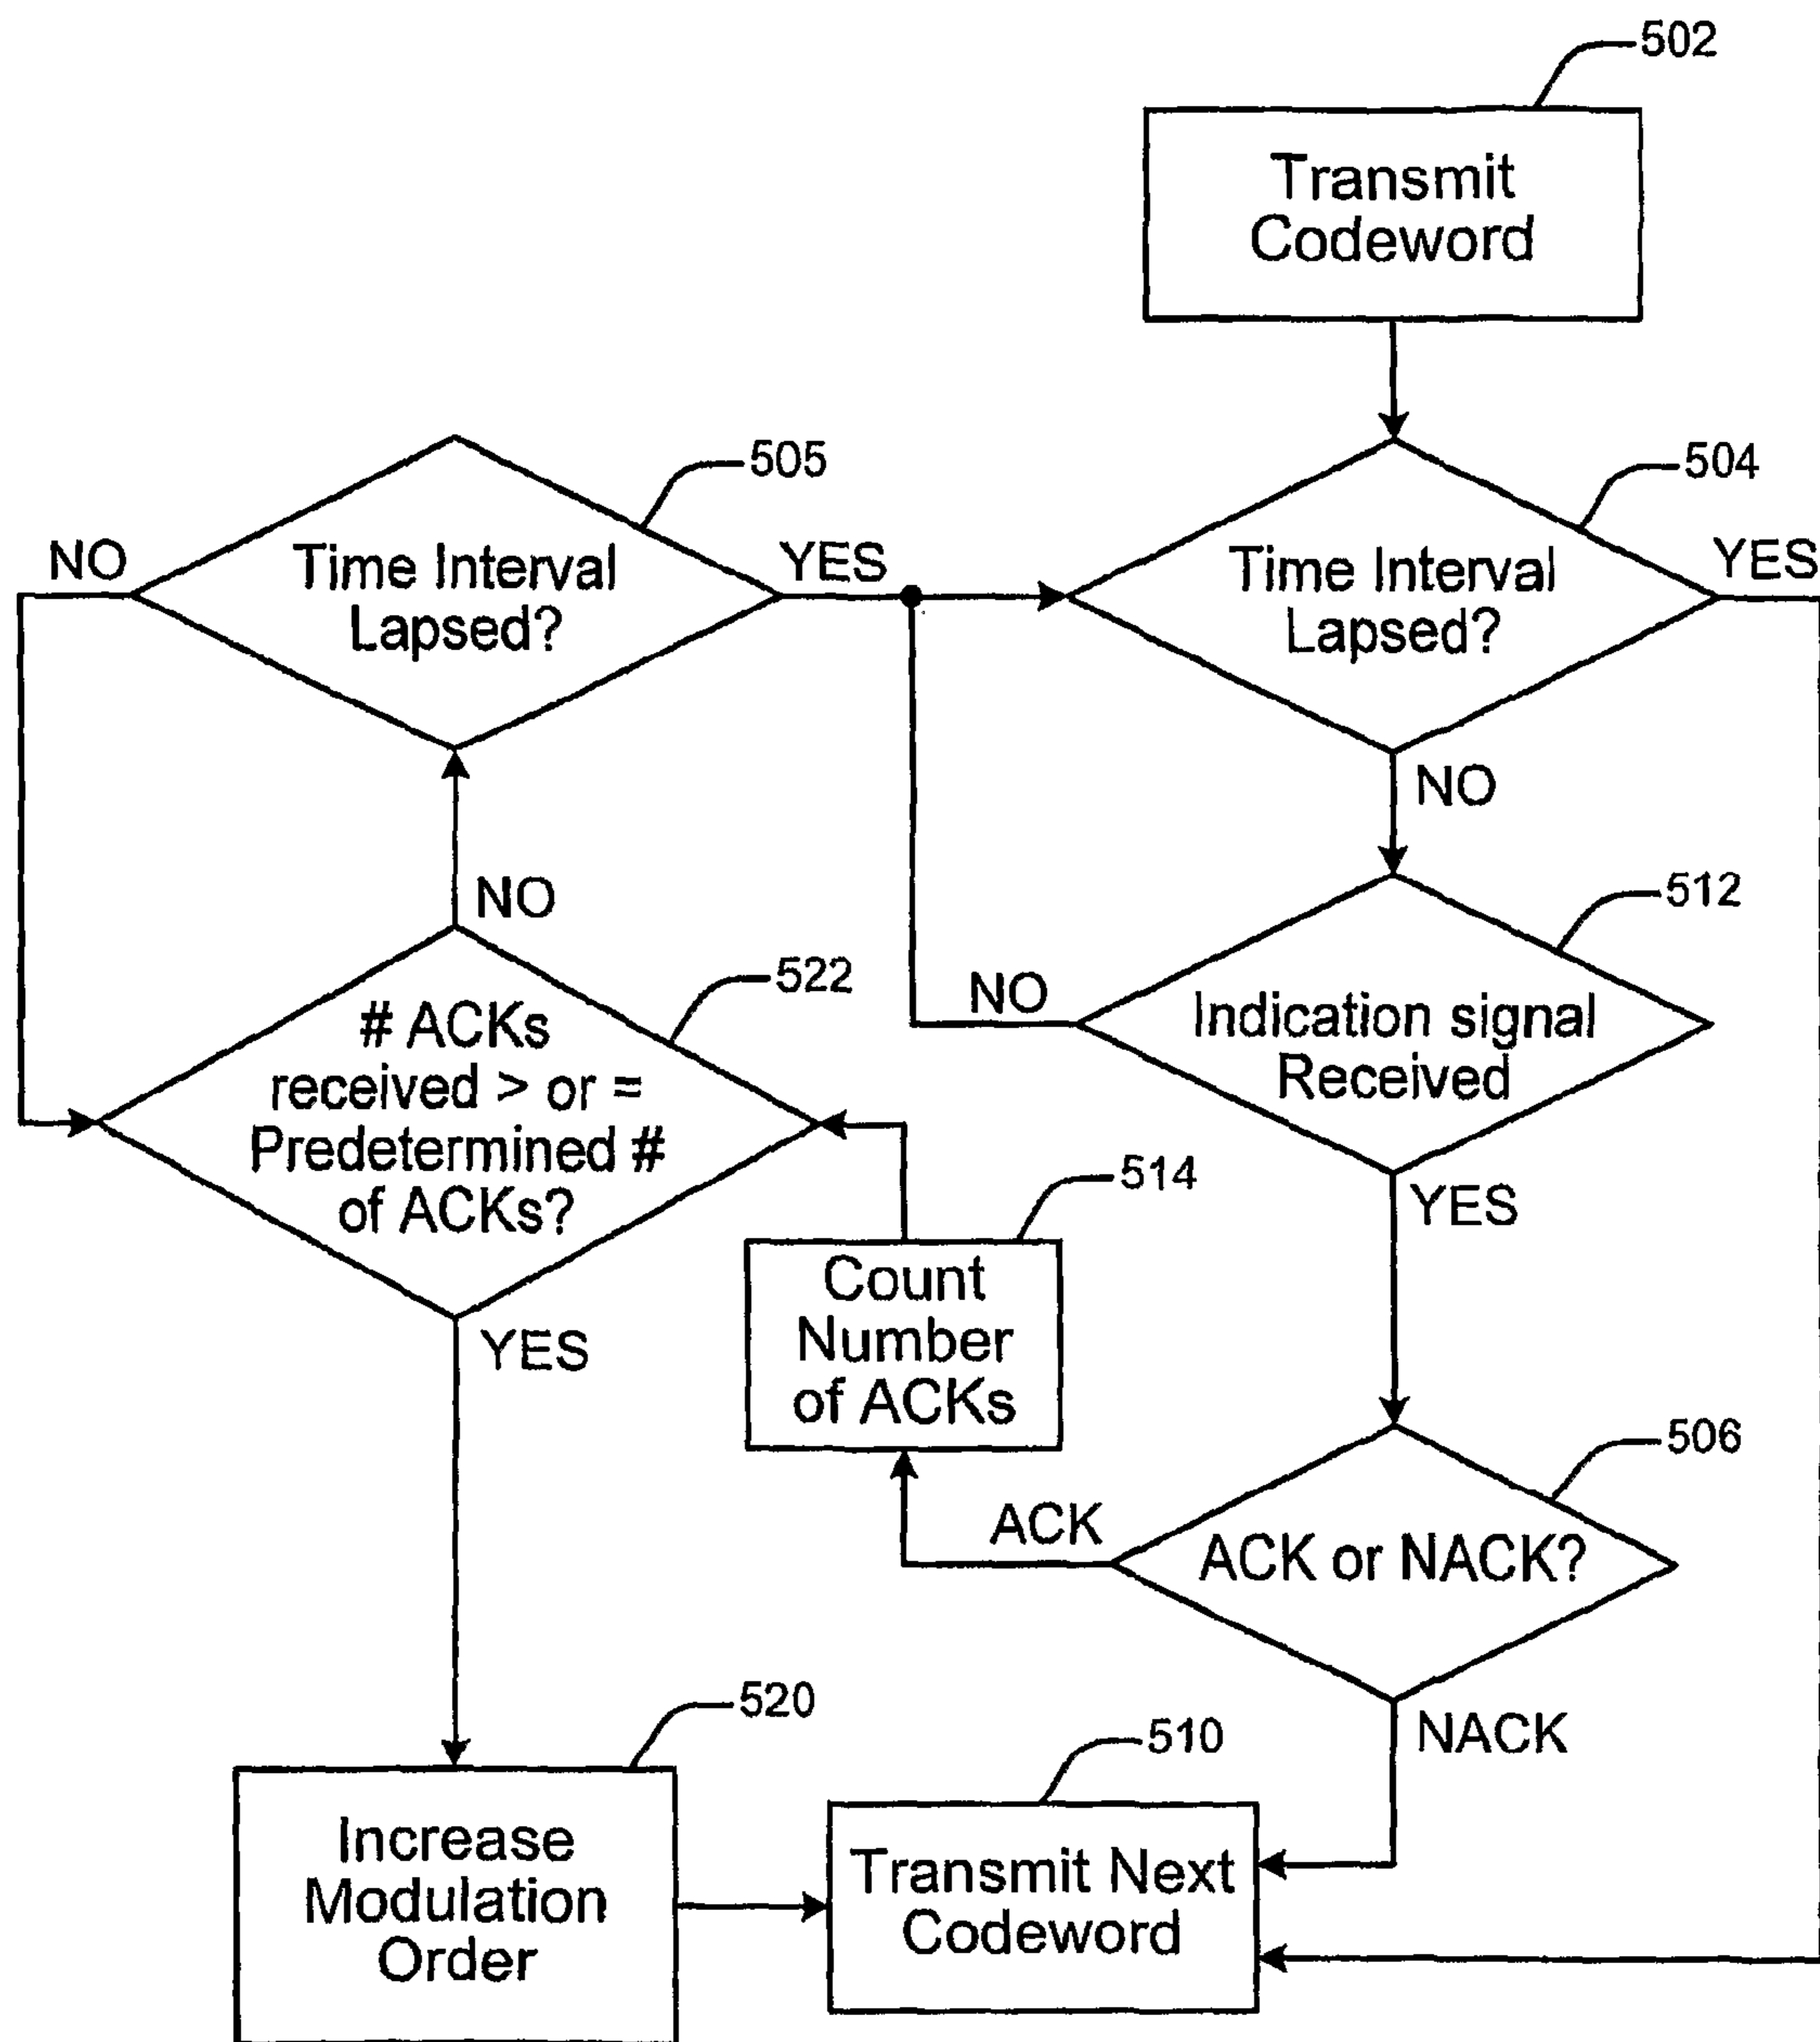 502
Transmit
Codeword
505
504
NO
Time Interval
Lapsed?
YES
Time Interval
Lapsed?
YES
NO
512
NO
522
# ACKs
received > or =
Predetermined #
of ACKs?
NO
Indication signal
Received
514
YES
Count
Number
of ACKs
YES
506
ACK
ACK or NACK?
520
510
NACK
Increase
Modulation
Order
Transmit Next
Codeword